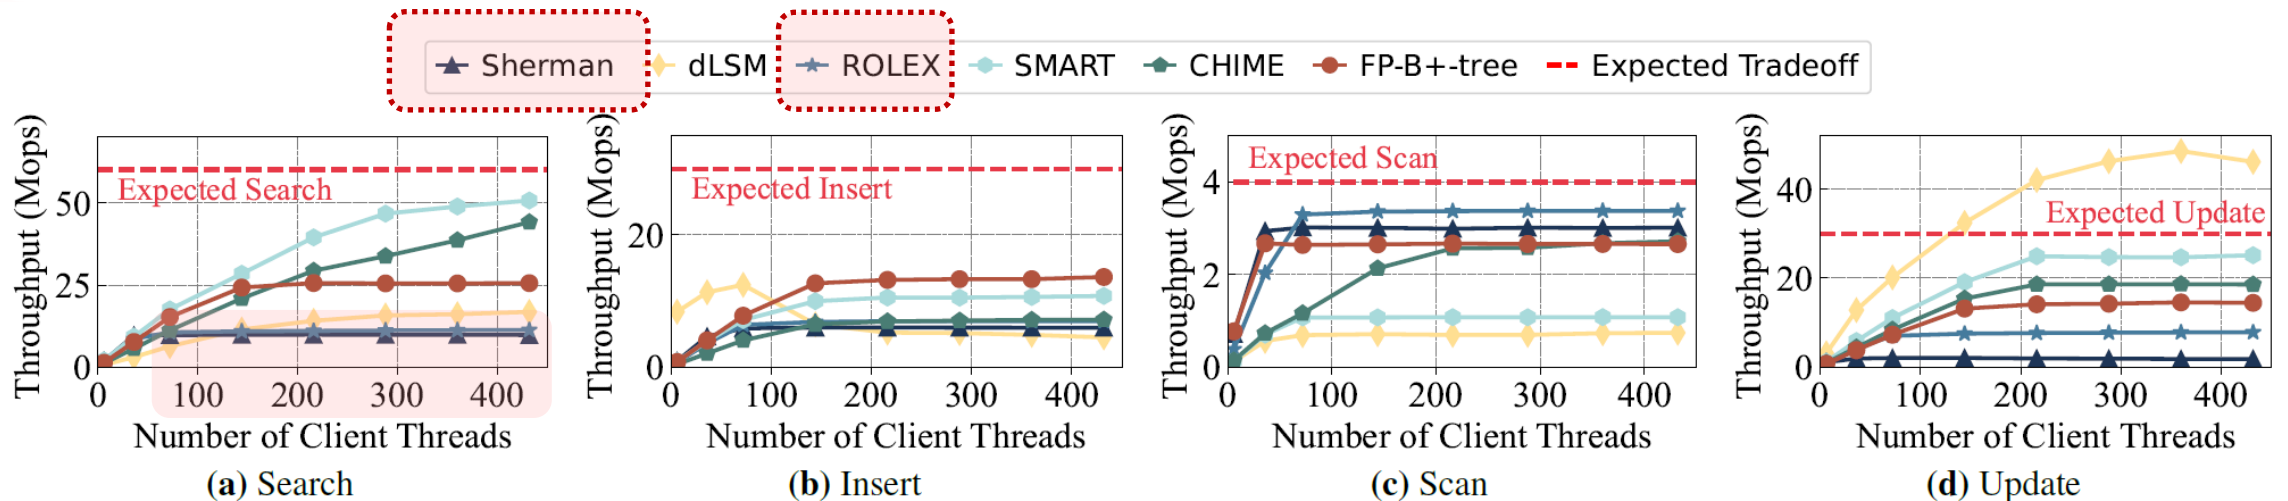 Sherman dLSM ROLEX SMART CHIME FP-B+-tree Expected Tradeoff
Throughput (Mops)
50
25
0
Expected Search
0 100 200 300 400
Number of Client Threads
(a) Search
Throughput (Mops)
20
0
Expected Insert
0 100 200 300 400
Number of Client Threads
(b) Insert
Throughput (Mops)
4
2
0
Expected Scan
0 100 200 300 400
Number of Client Threads
(c) Scan
Throughput (Mops)
40
20
0
Expected Update
0 100 200 300 400
Number of Client Threads
(d) Update